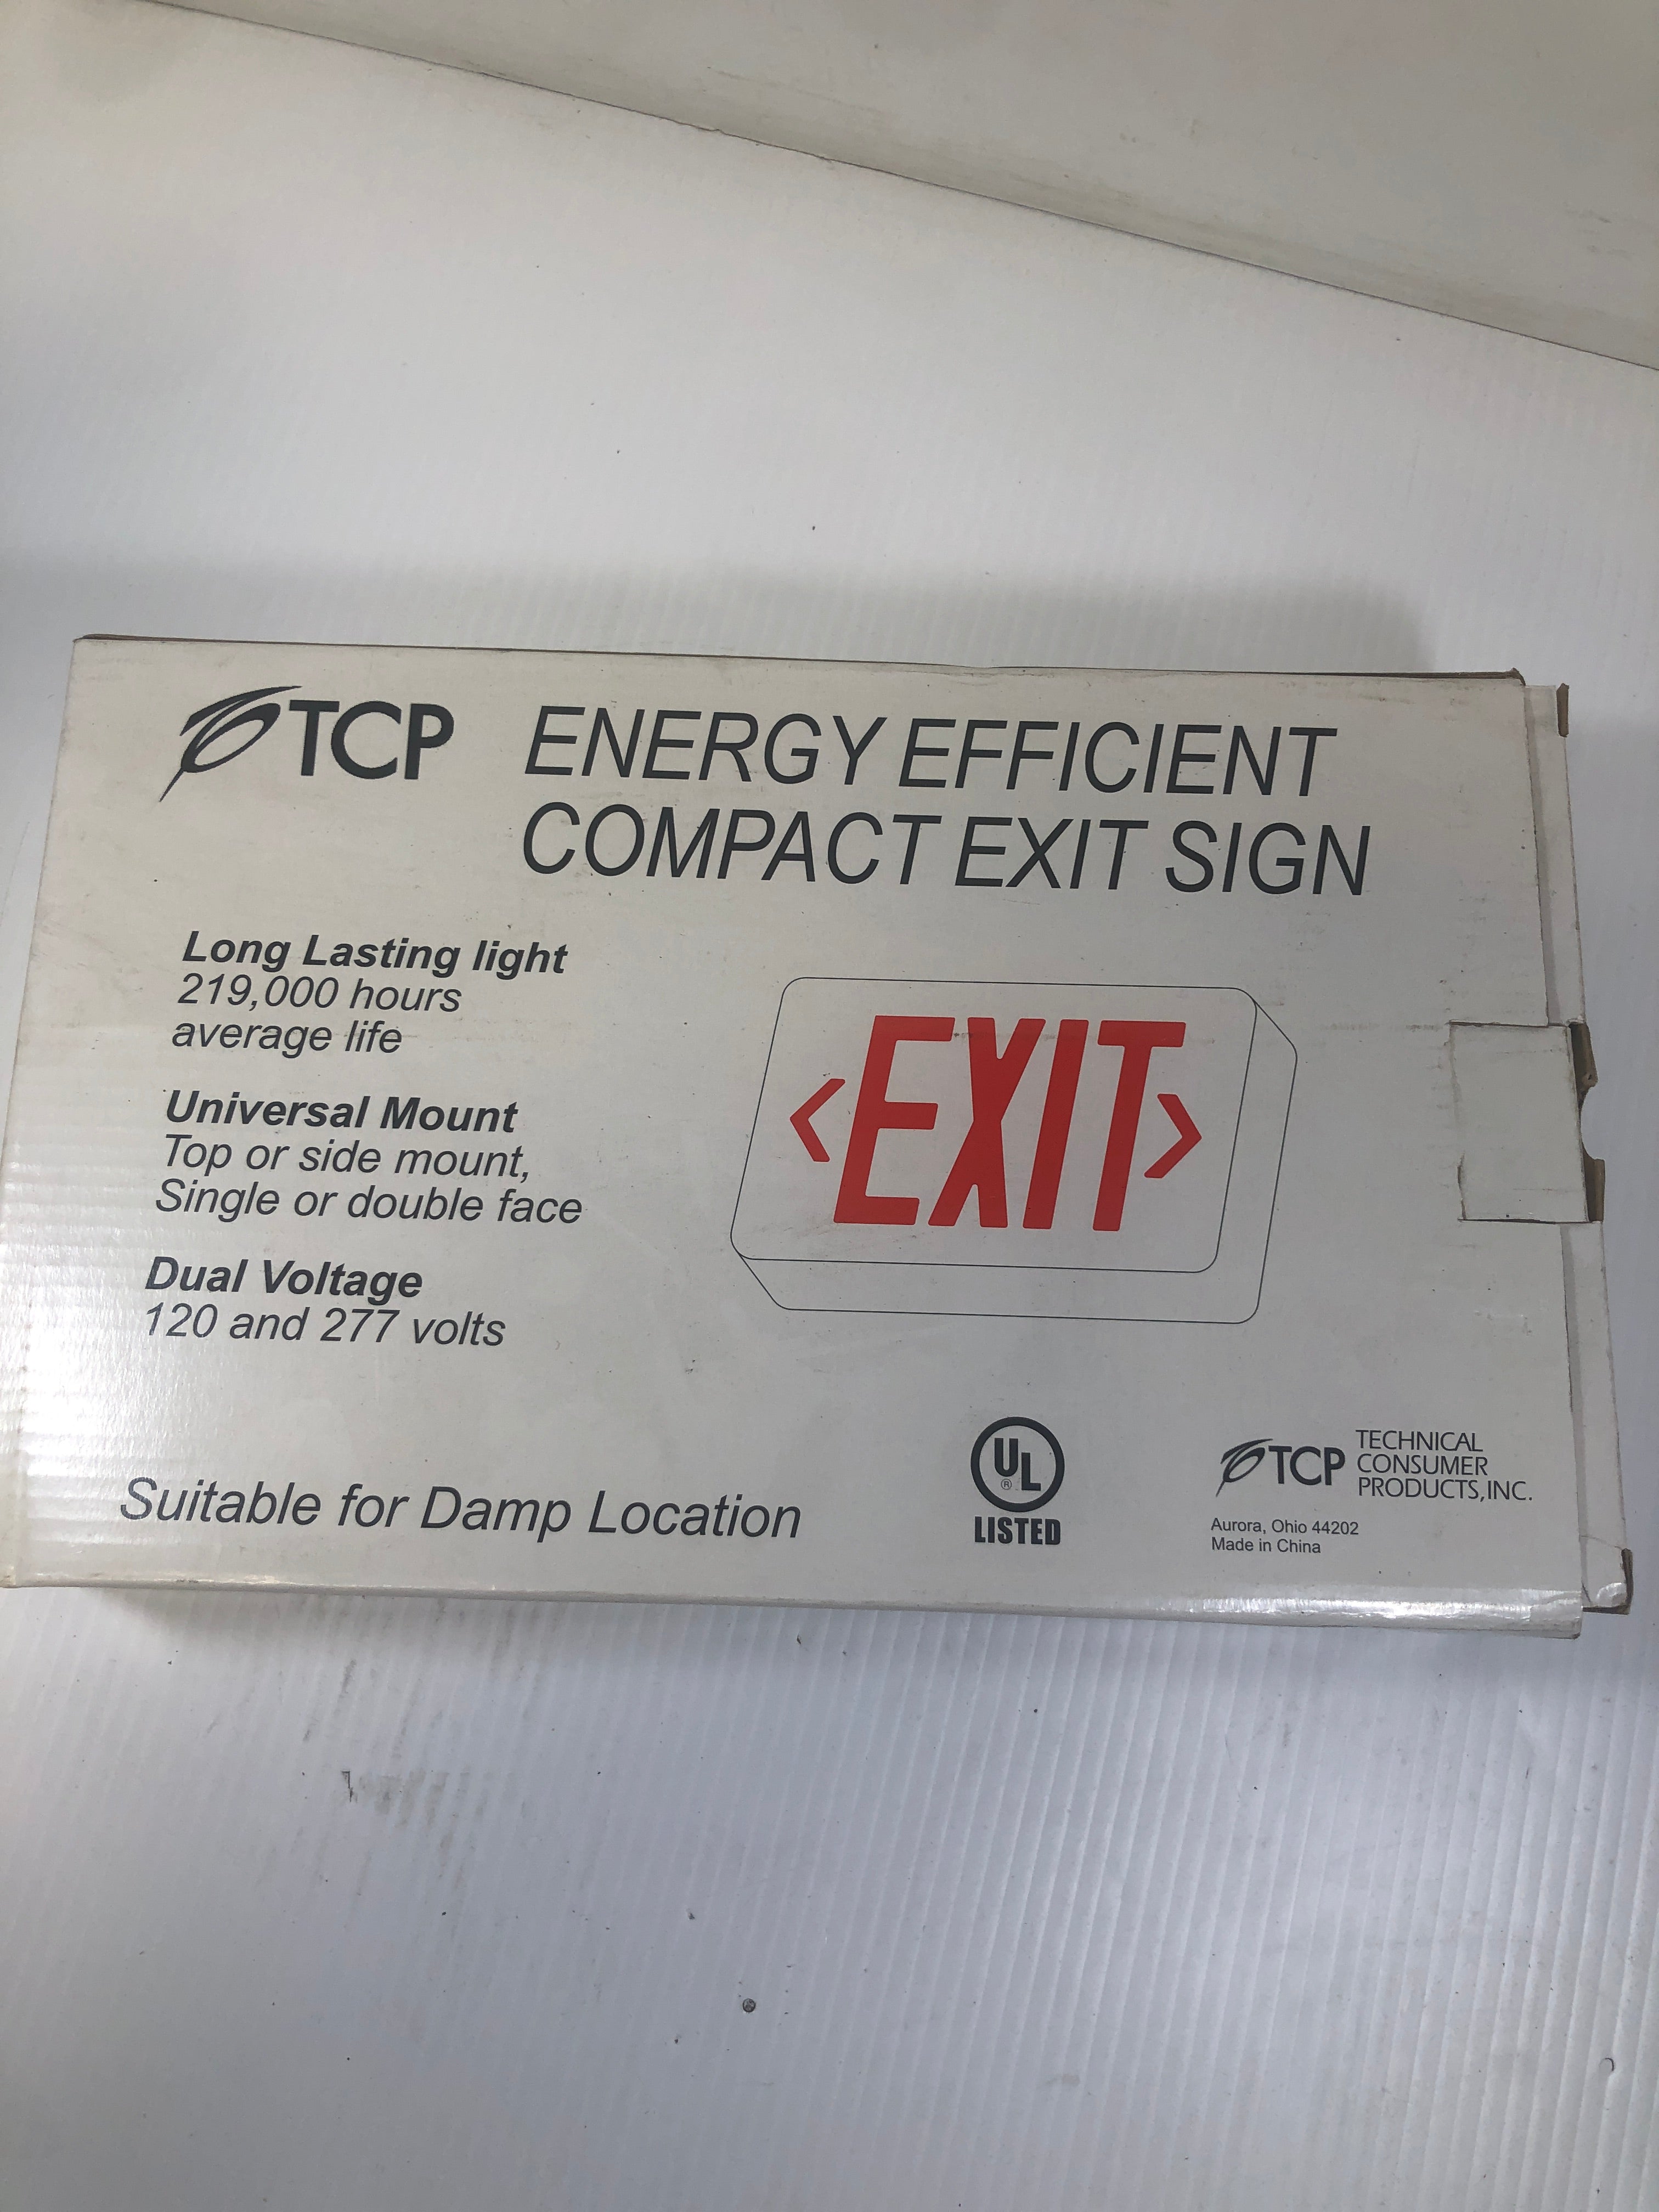 TCP
ENERGY EFFICIENT
COMPACT EXIT SIGN
Long Lasting light
219,000 hours
average life
Universal Mount
Top or side mount,
Single or double face
Dual Voltage
120 and 277 volts
<EXIT>
Suitable for Damp Location
UL
®
LISTED
TCP
TECHNICAL
CONSUMER
PRODUCTS,INC.
Aurora, Ohio 44202
Made in China